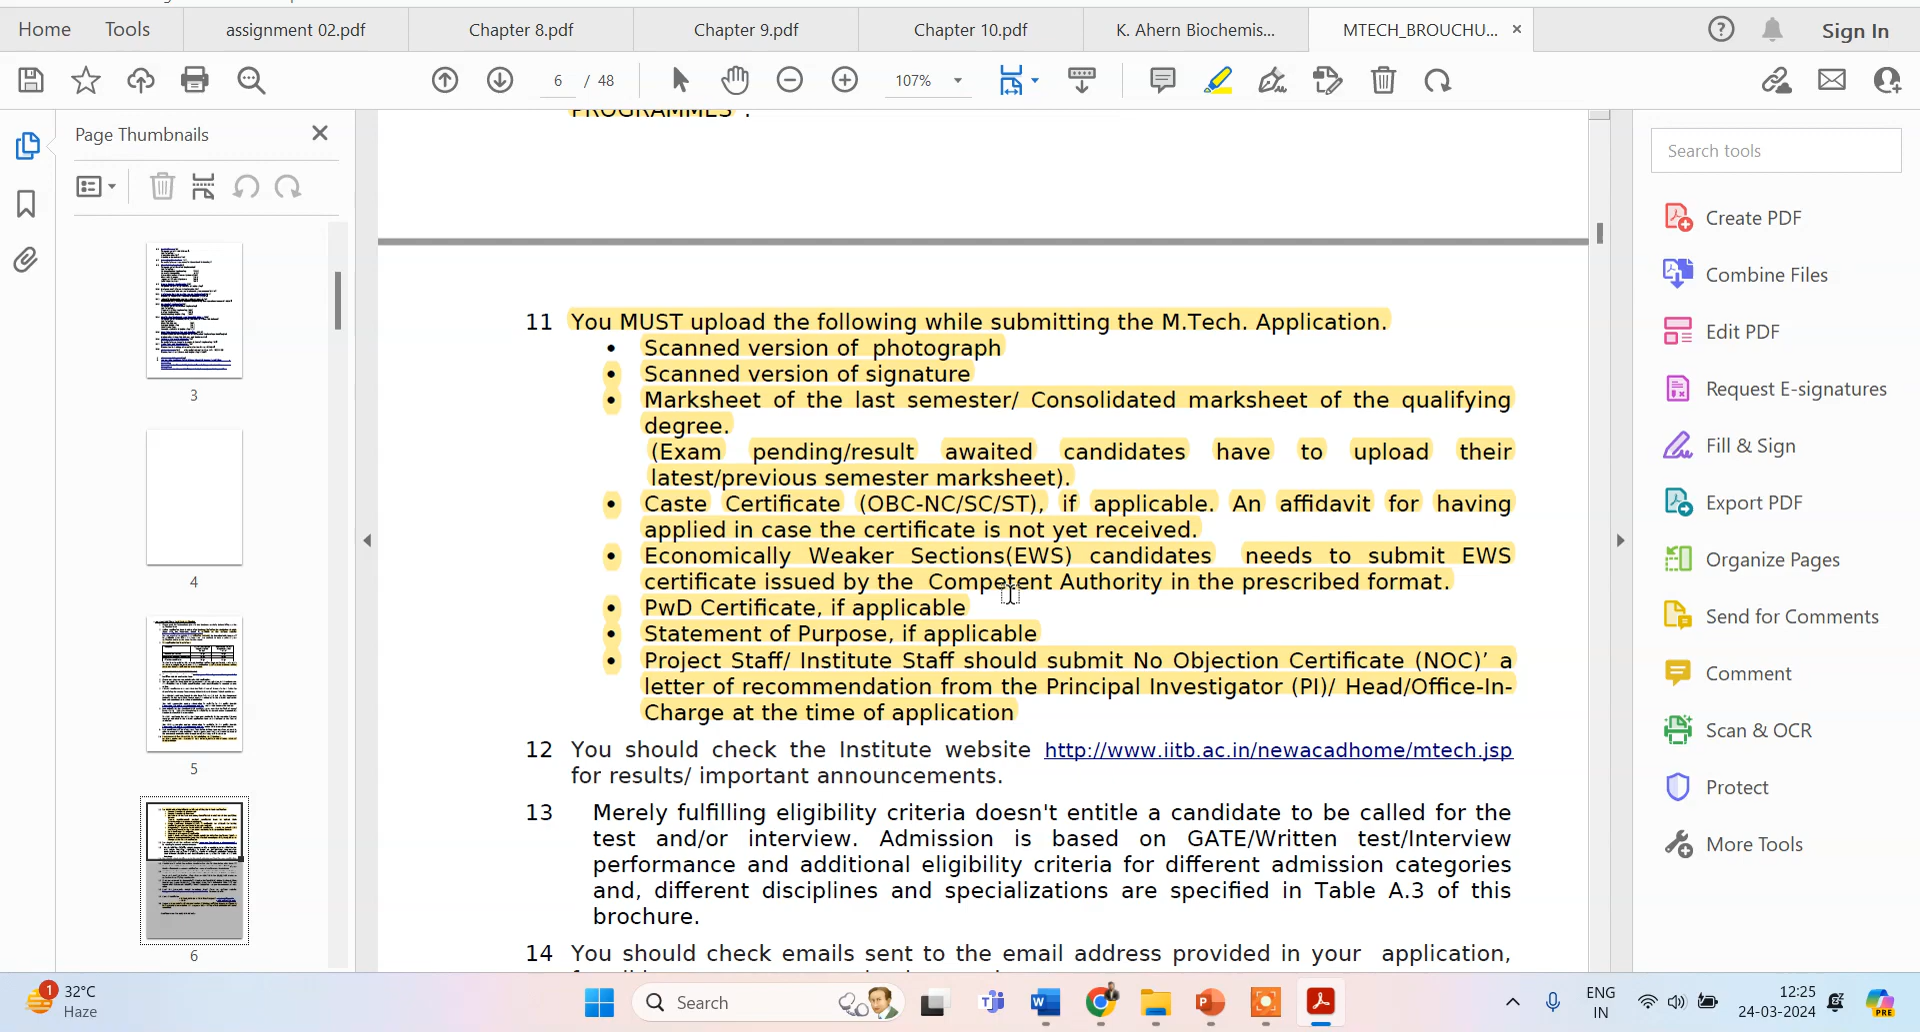 Home Tools assignment 02.pdf Chapter 8.pdf Chapter 9.pdf Chapter 10.pdf K. Ahern Biochemis... MTECH_BROUCHU... × Sign In
6 / 48 107%
Page Thumbnails
3
4
5
6
PROGRAMMES".
11 You MUST upload the following while submitting the M.Tech. Application.
• Scanned version of photograph
• Scanned version of signature
• Marksheet of the last semester/ Consolidated marksheet of the qualifying
degree.
(Exam pending/result awaited candidates have to upload their
latest/previous semester marksheet).
• Caste Certificate (OBC-NC/SC/ST), if applicable. An affidavit for having
applied in case the certificate is not yet received.
• Economically Weaker Sections(EWS) candidates needs to submit EWS
certificate issued by the Competent Authority in the prescribed format.
• PwD Certificate, if applicable
• Statement of Purpose, if applicable
• Project Staff/ Institute Staff should submit No Objection Certificate (NOC)' a
letter of recommendation from the Principal Investigator (PI)/ Head/Office-In-
Charge at the time of application
12 You should check the Institute website http://www.iitb.ac.in/newacadhome/mtech.jsp
for results/ important announcements.
13 Merely fulfilling eligibility criteria doesn't entitle a candidate to be called for the
test and/or interview. Admission is based on GATE/Written test/Interview
performance and additional eligibility criteria for different admission categories
and, different disciplines and specializations are specified in Table A.3 of this
brochure.
14 You should check emails sent to the email address provided in your application,
Search tools
Create PDF
Combine Files
Edit PDF
Request E-signatures
Fill & Sign
Export PDF
Organize Pages
Send for Comments
Comment
Scan & OCR
Protect
More Tools
1
32°C
Haze
Search
ENG
IN
12:25
24-03-2024
PRE